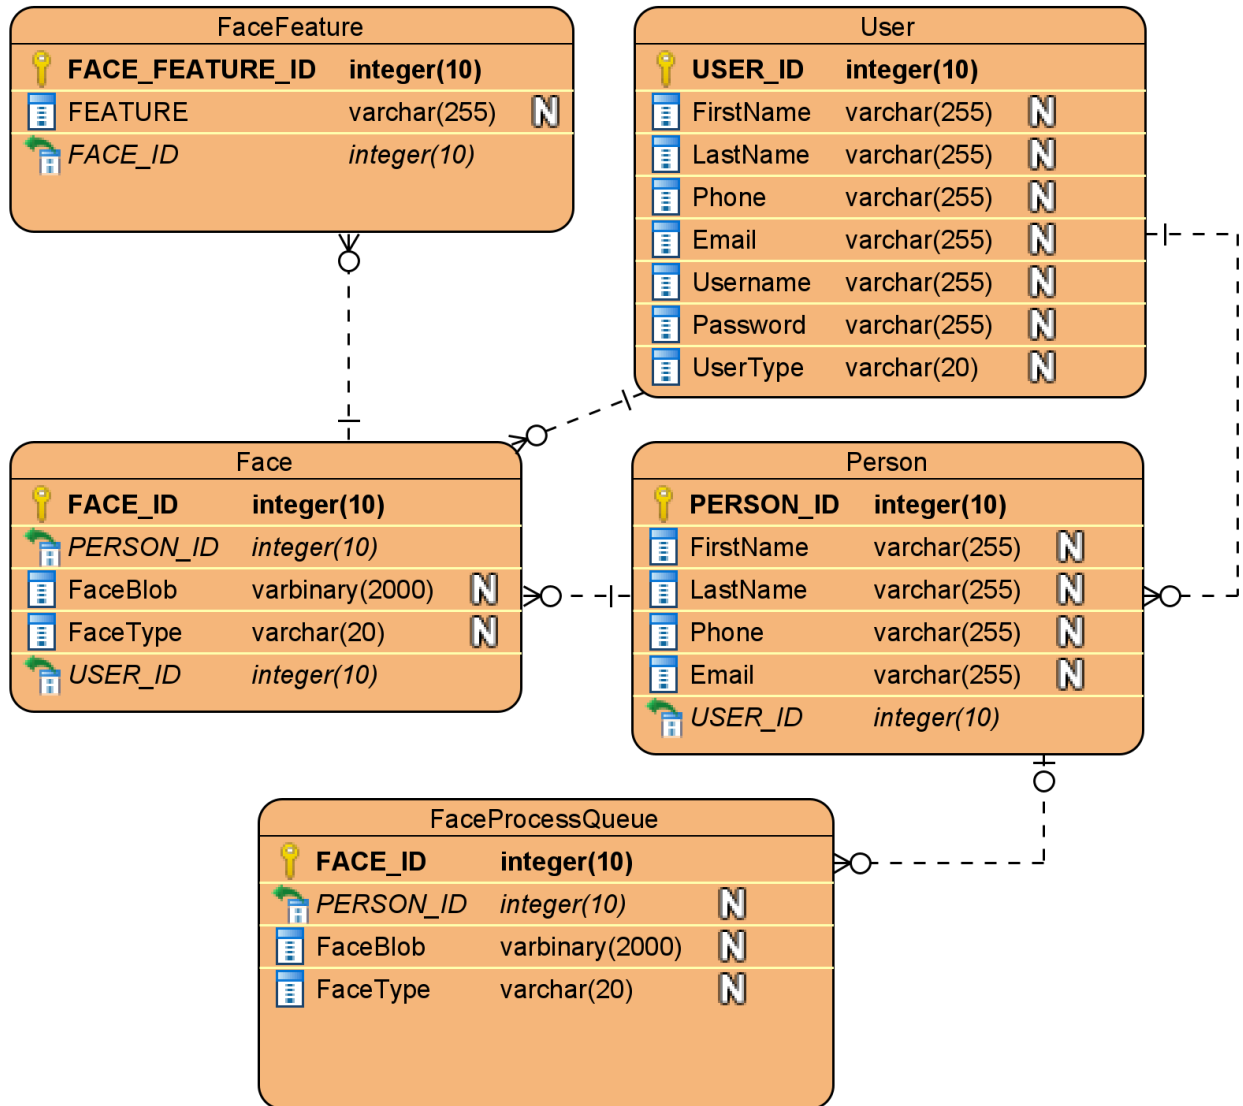 FaceFeature
FACE_FEATURE_ID integer(10)
FEATURE varchar(255) N
FACE_ID integer(10)
User
USER_ID integer(10)
FirstName varchar(255) N
LastName varchar(255) N
Phone varchar(255) N
Email varchar(255) N
Username varchar(255) N
Password varchar(255) N
UserType varchar(20) N
Face
FACE_ID integer(10)
PERSON_ID integer(10)
FaceBlob varbinary(2000) N
FaceType varchar(20) N
USER_ID integer(10)
Person
PERSON_ID integer(10)
FirstName varchar(255) N
LastName varchar(255) N
Phone varchar(255) N
Email varchar(255) N
USER_ID integer(10)
FaceProcessQueue
FACE_ID integer(10)
PERSON_ID integer(10) N
FaceBlob varbinary(2000) N
FaceType varchar(20) N